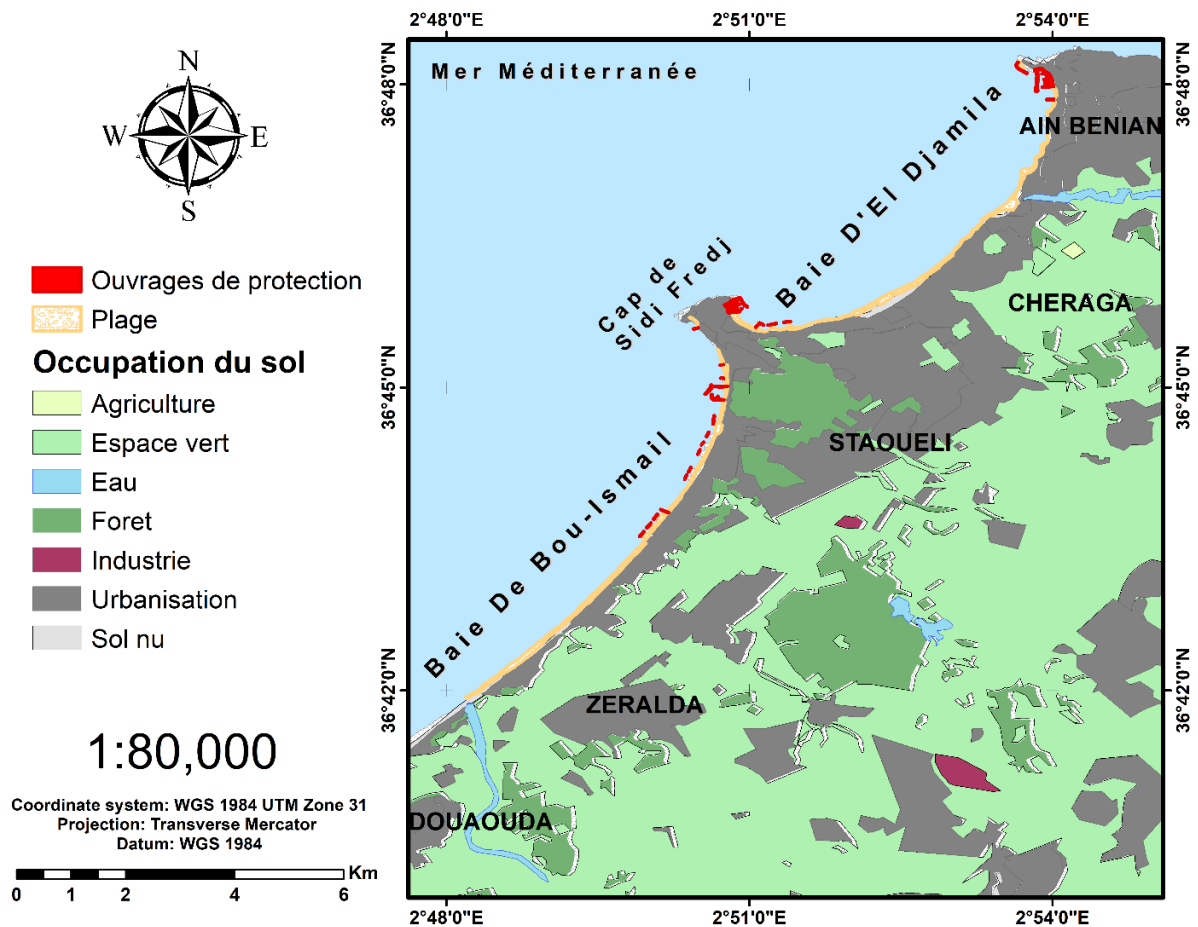 2°48'0"E 2°51'0"E 2°54'0"E
N
W E
S
Ouvrages de protection
Plage
Occupation du sol
Agriculture
Espace vert
Eau
Foret
Industrie
Urbanisation
Sol nu
1:80,000
Coordinate system: WGS 1984 UTM Zone 31
Projection: Transverse Mercator
Datum: WGS 1984
Km
0 1 2 4 6
36°48'0"N
36°45'0"N
36°42'0"N
Mer Méditerranée
Baie D'El Djamila
Cap de
Sidi Fredj
Baie De Bou-Ismail
AIN BENIAN
CHERAGA
STAOUELI
ZERALDA
DOUAOUDA
36°48'0"N
36°45'0"N
36°42'0"N
2°48'0"E 2°51'0"E 2°54'0"E